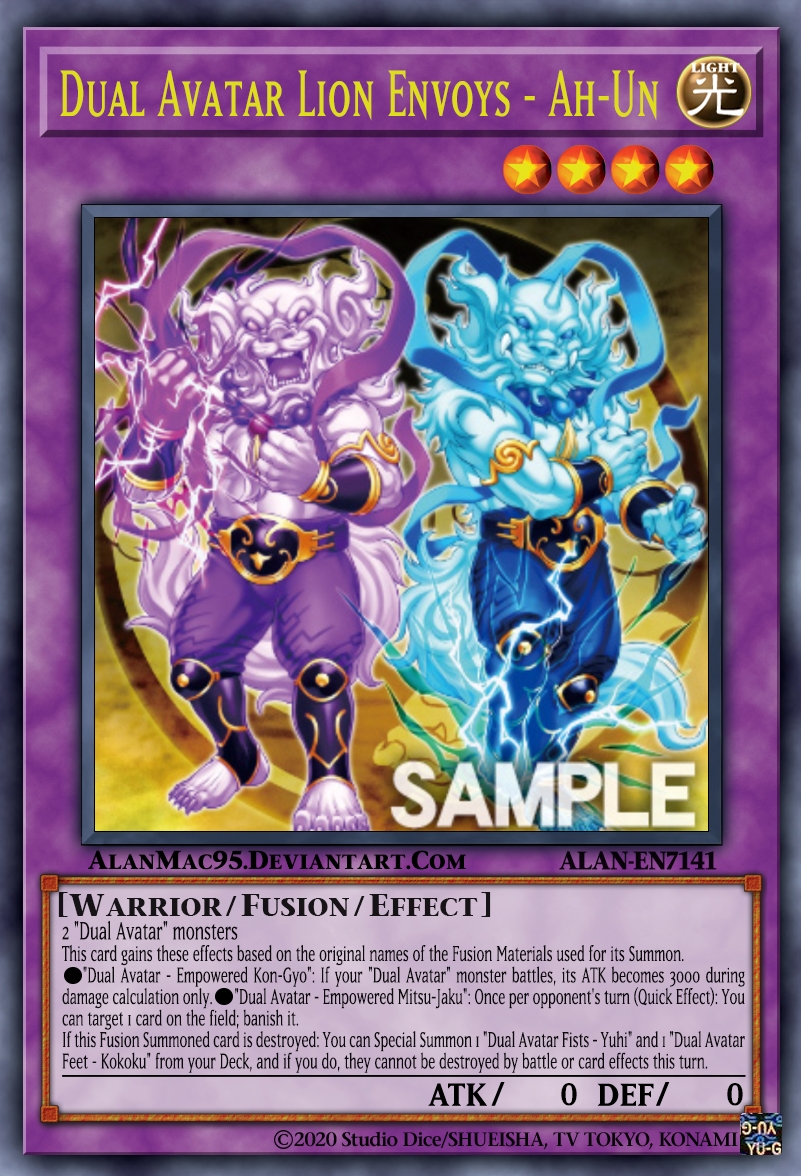 Dual Avatar Lion Envoys - Ah-Un
LIGHT
光
SAMPLE
AlanMac95.Deviantart.Com ALAN-EN7141
[Warrior/Fusion/Effect]
2 "Dual Avatar" monsters
This card gains these effects based on the original names of the Fusion Materials used for its Summon.
●"Dual Avatar - Empowered Kon-Gyo": If your "Dual Avatar" monster battles, its ATK becomes 3000 during
damage calculation only. ●"Dual Avatar - Empowered Mitsu-Jaku": Once per opponent's turn (Quick Effect): You
can target 1 card on the field; banish it.
If this Fusion Summoned card is destroyed: You can Special Summon 1 "Dual Avatar Fists - Yuhi" and 1 "Dual Avatar
Feet - Kokoku" from your Deck, and if you do, they cannot be destroyed by battle or card effects this turn.
ATK/ 0 DEF/ 0
©2020 Studio Dice/SHUEISHA, TV TOKYO, KONAMI
YU-G